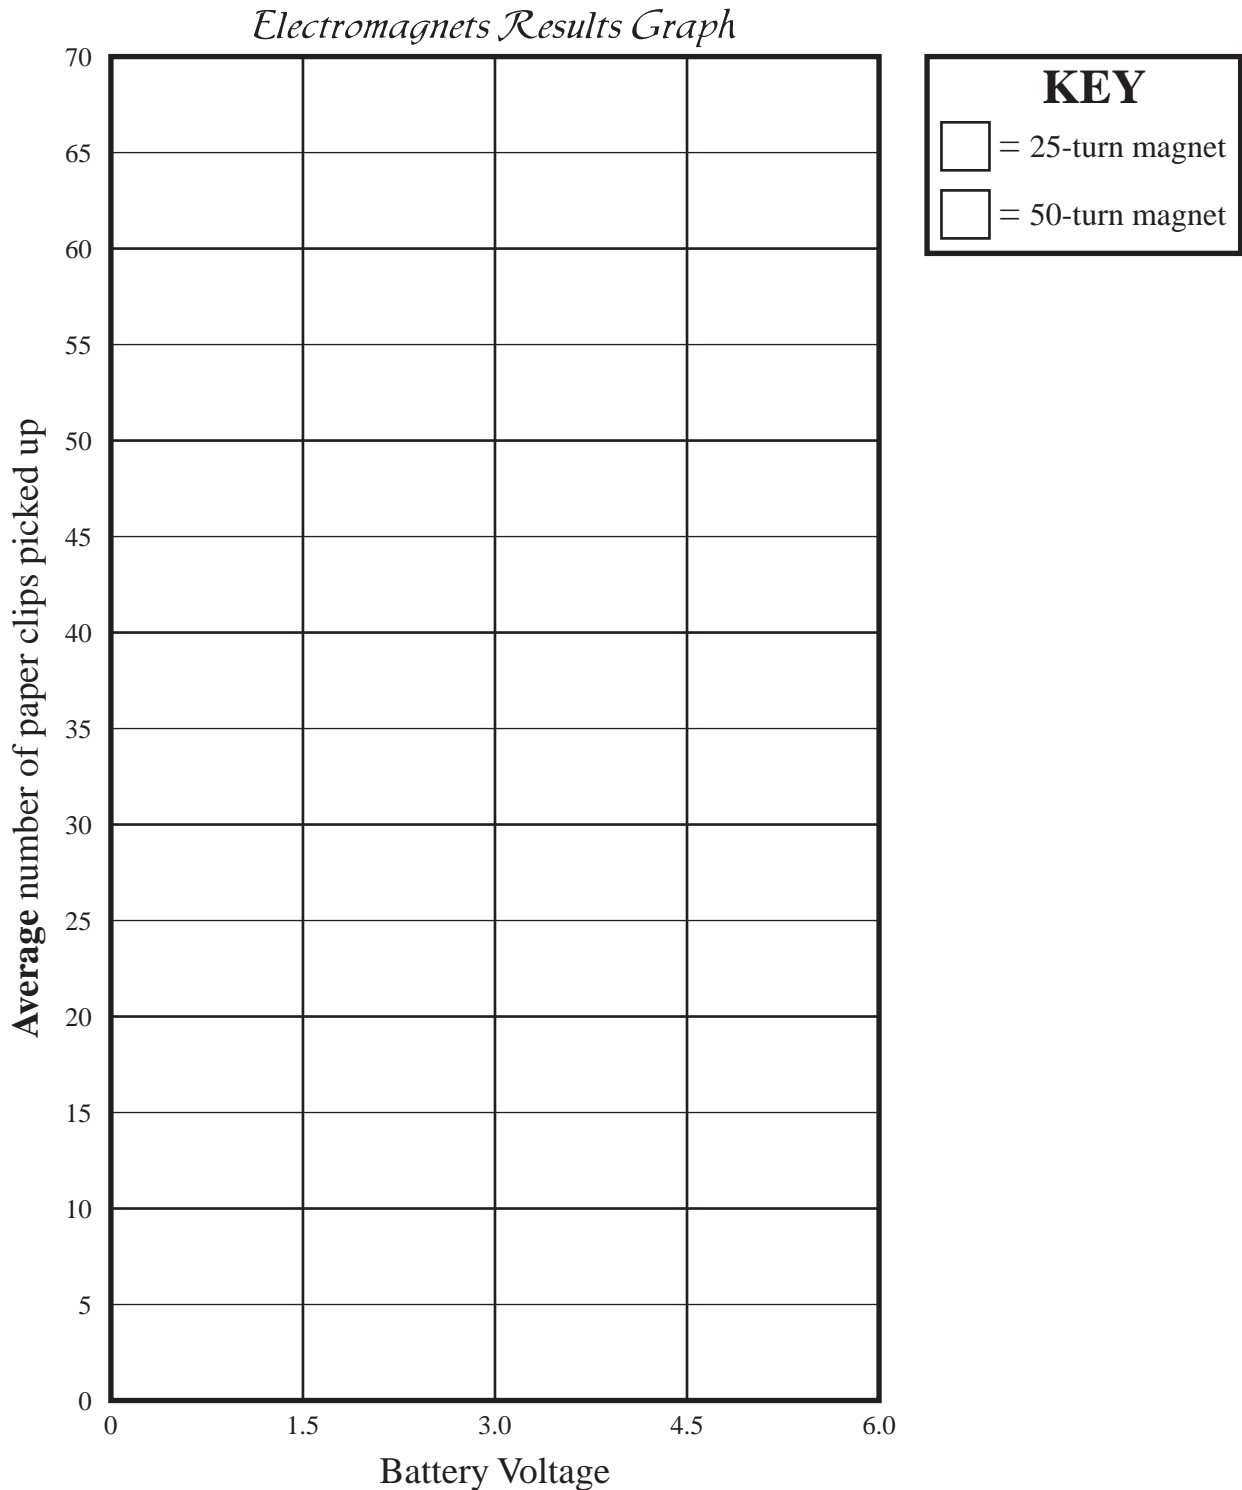 Electromagnets Results Graph
KEY
= 25-turn magnet
= 50-turn magnet
Average number of paper clips picked up
70
65
60
55
50
45
40
35
30
25
20
15
10
5
0
0 1.5 3.0 4.5 6.0
Battery Voltage